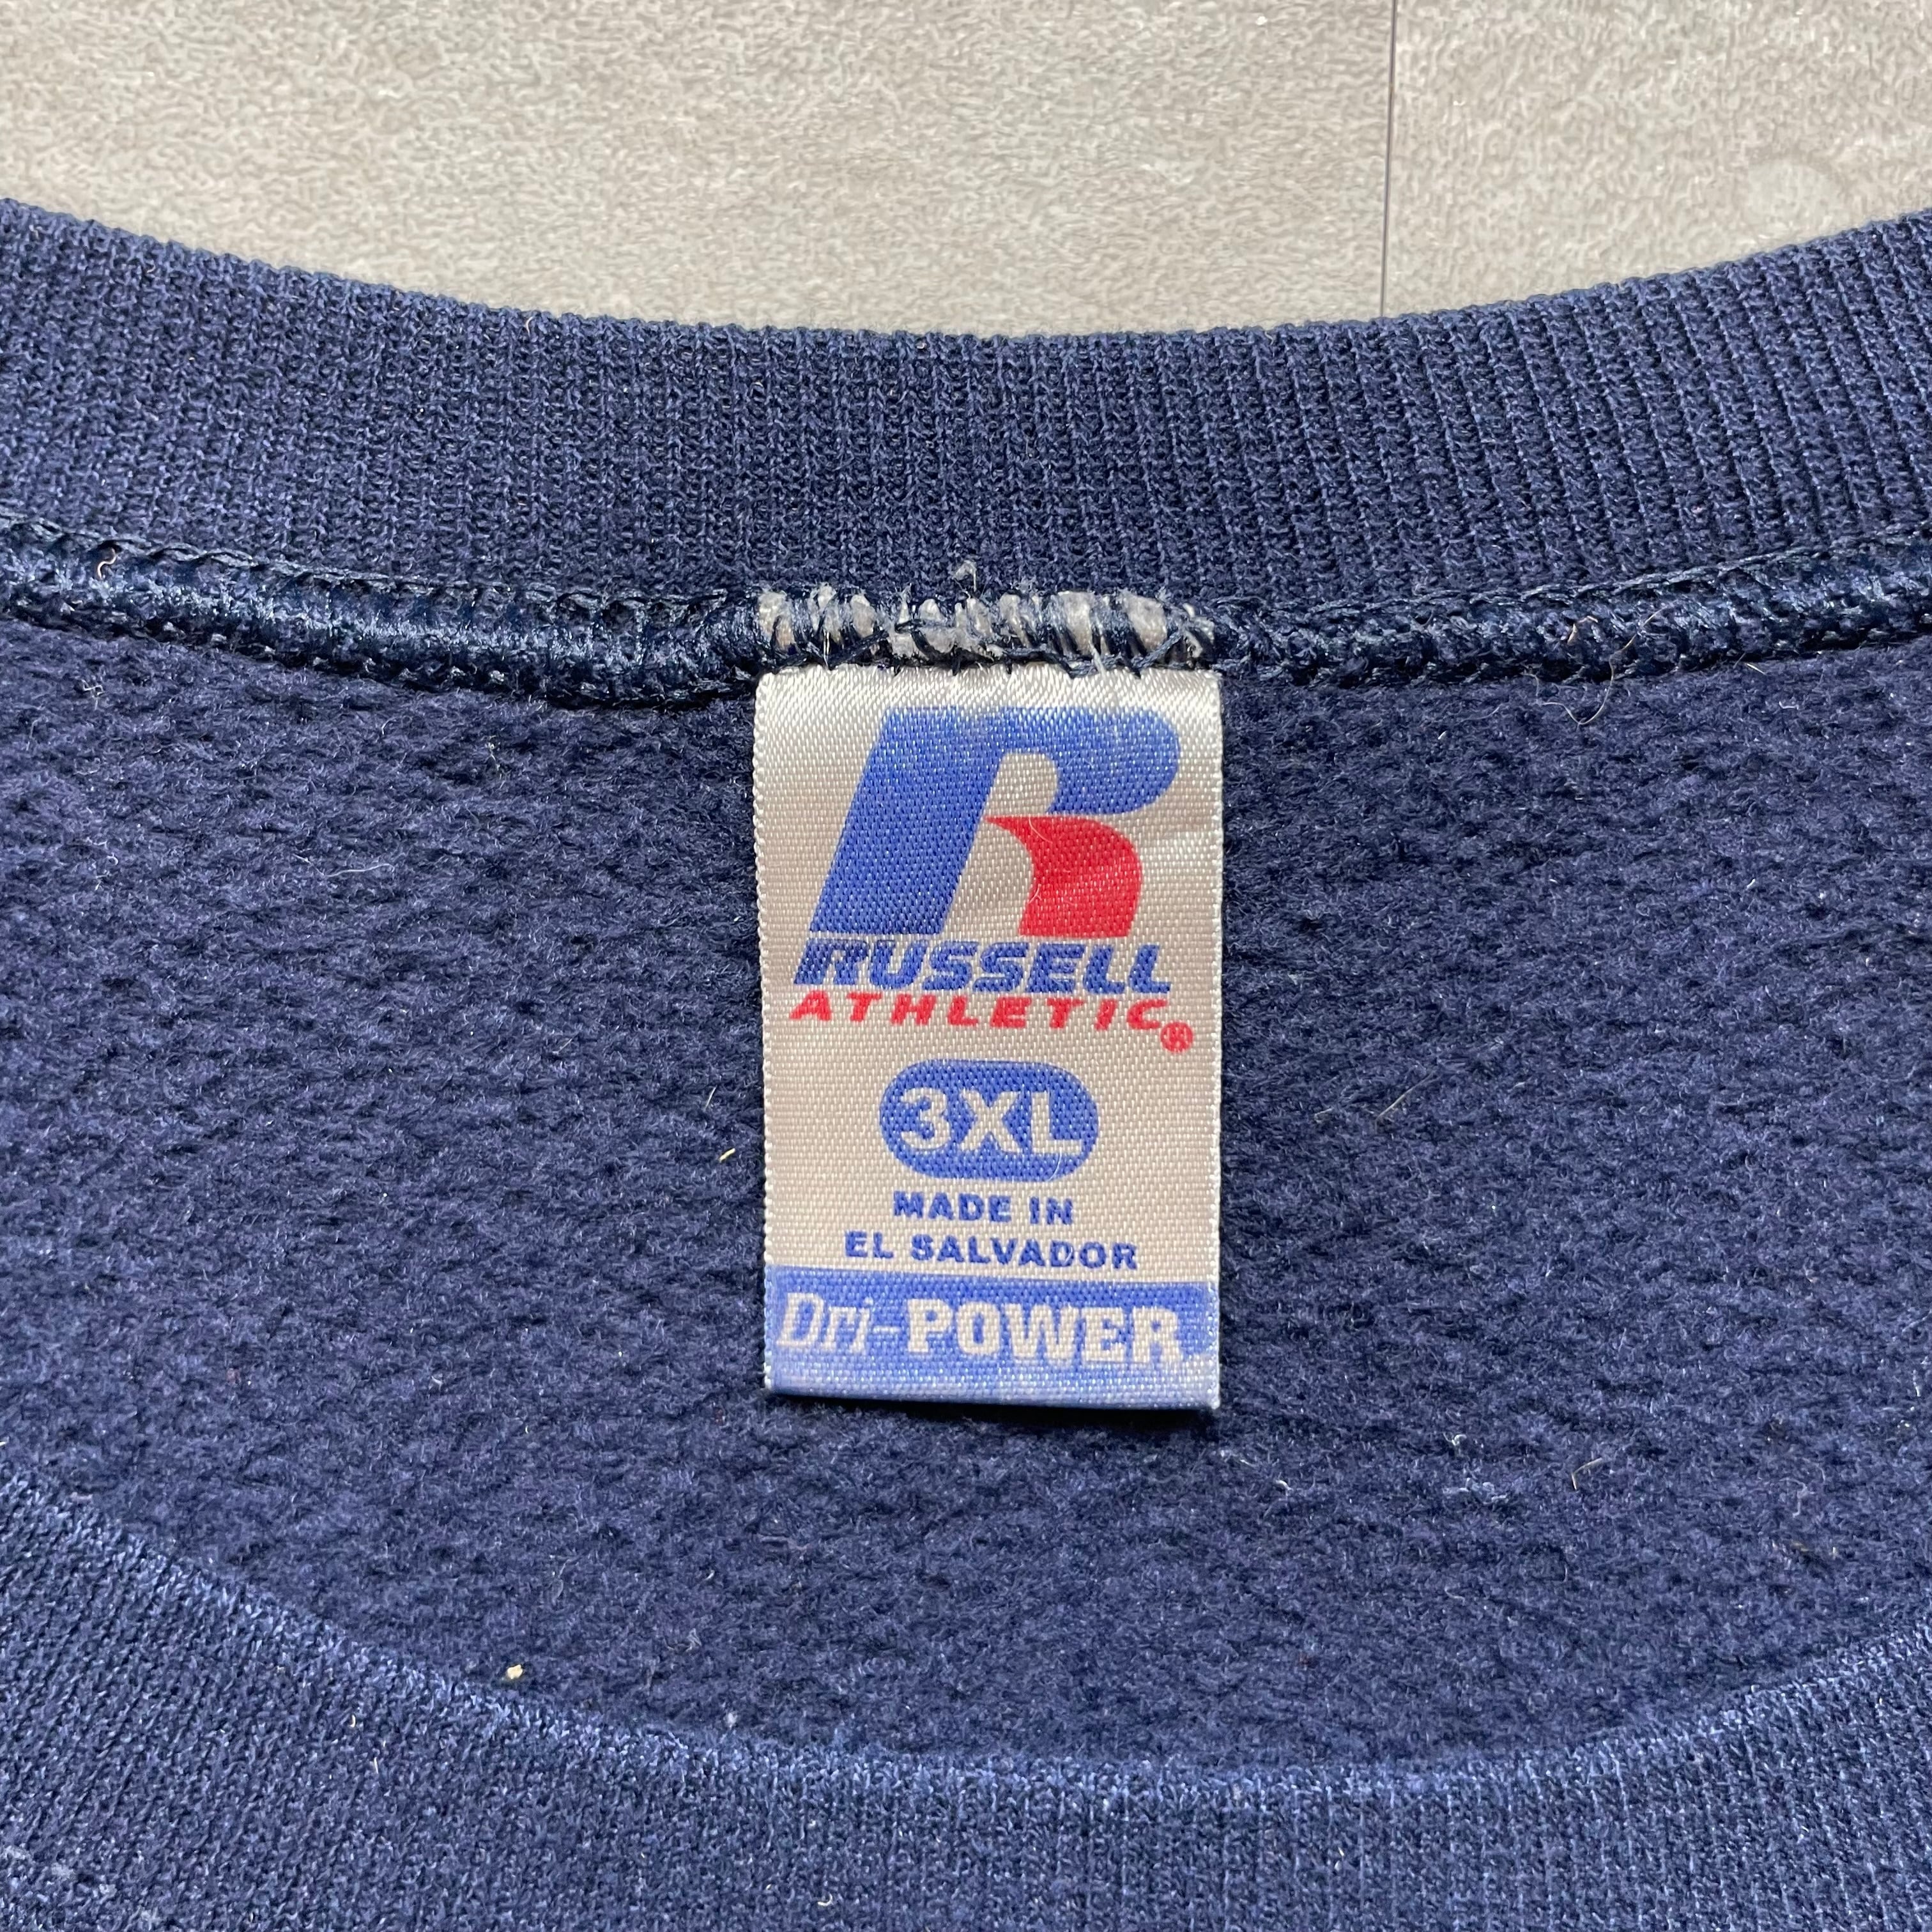 R
RUSSELL
ATHLETIC®
3XL
MADE IN
EL SALVADOR
Dri-POWER